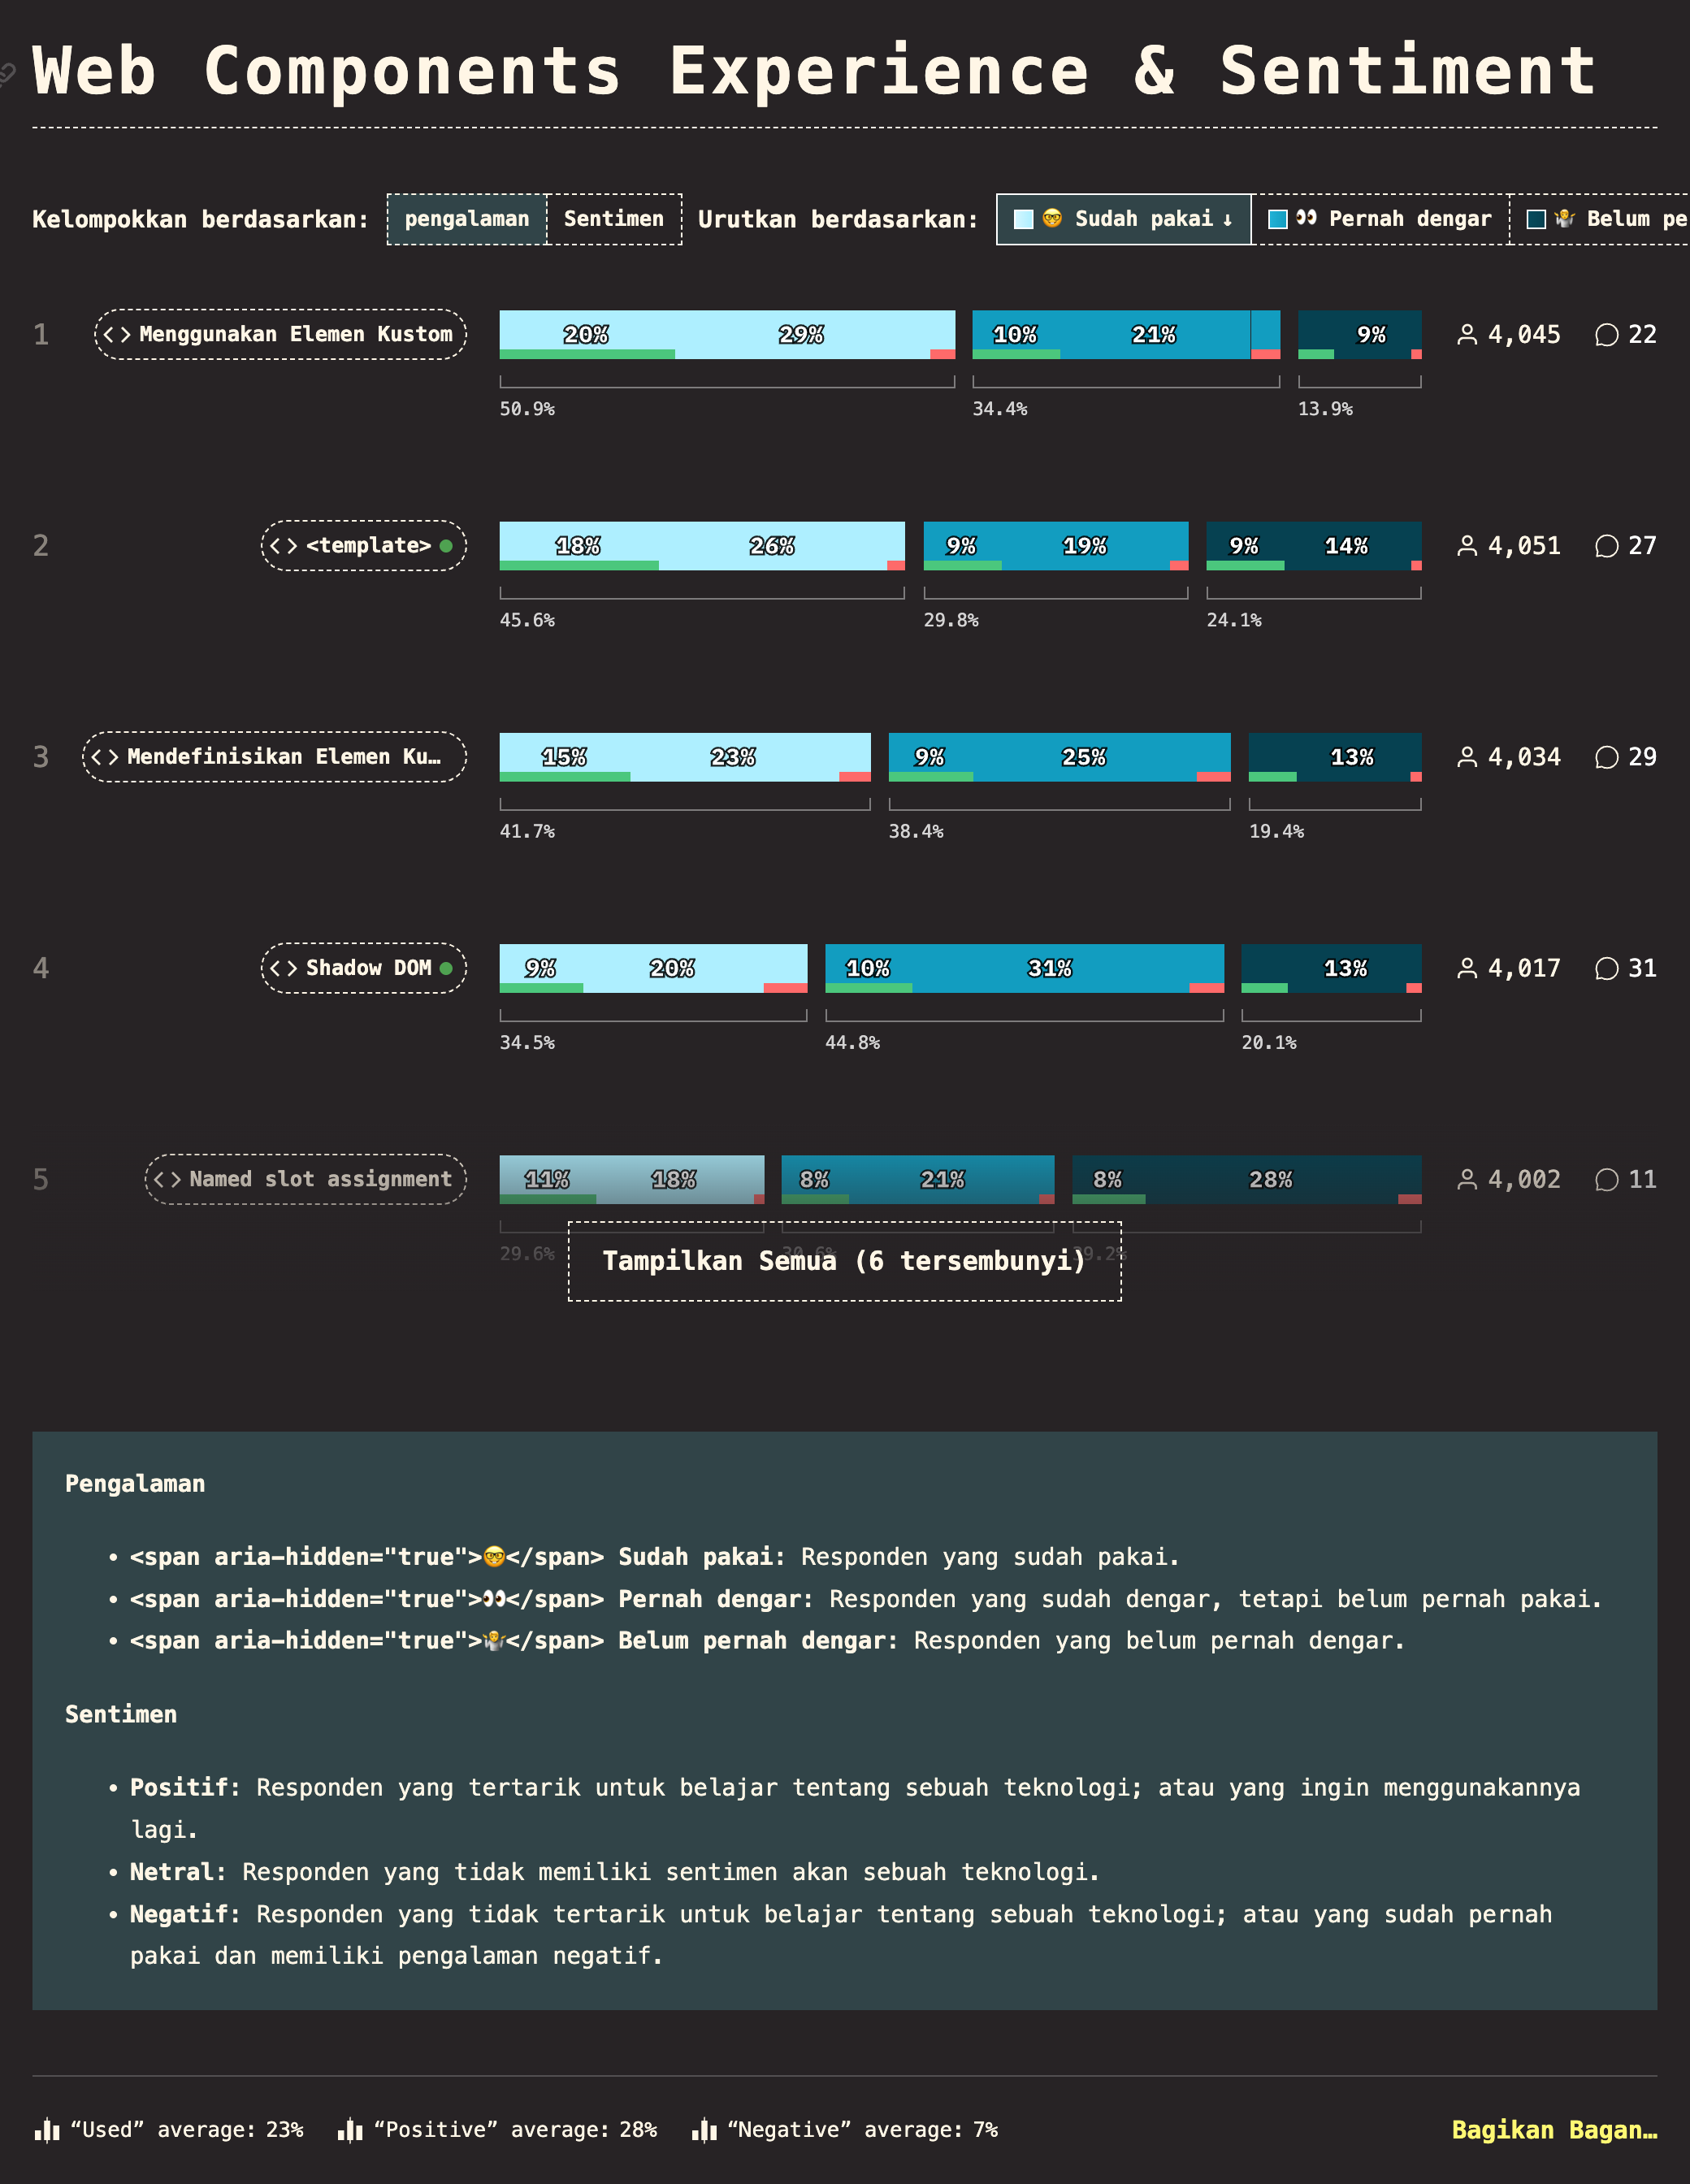 Web Components Experience & Sentiment
Kelompokkan berdasarkan: pengalaman Sentimen Urutkan berdasarkan: 🤓 Sudah pakai ↓ 👀 Pernah dengar 🤷 Belum pe
1 <> Menggunakan Elemen Kustom 20% 29% 10% 21% 9% 4,045 22
50.9% 34.4% 13.9%
2 <> <template> 18% 26% 9% 19% 9% 14% 4,051 27
45.6% 29.8% 24.1%
3 <> Mendefinisikan Elemen Ku… 15% 23% 9% 25% 13% 4,034 29
41.7% 38.4% 19.4%
4 <> Shadow DOM 9% 20% 10% 31% 13% 4,017 31
34.5% 44.8% 20.1%
5 <> Named slot assignment 11% 18% 8% 21% 8% 28% 4,002 11
29.6% 30.6% 39.2%
Tampilkan Semua (6 tersembunyi)
Pengalaman
• <span aria-hidden="true">🤓</span> Sudah pakai: Responden yang sudah pakai.
• <span aria-hidden="true">👀</span> Pernah dengar: Responden yang sudah dengar, tetapi belum pernah pakai.
• <span aria-hidden="true">🤷</span> Belum pernah dengar: Responden yang belum pernah dengar.
Sentimen
• Positif: Responden yang tertarik untuk belajar tentang sebuah teknologi; atau yang ingin menggunakannya
lagi.
• Netral: Responden yang tidak memiliki sentimen akan sebuah teknologi.
• Negatif: Responden yang tidak tertarik untuk belajar tentang sebuah teknologi; atau yang sudah pernah
pakai dan memiliki pengalaman negatif.
“Used” average: 23% “Positive” average: 28% “Negative” average: 7% Bagikan Bagan…